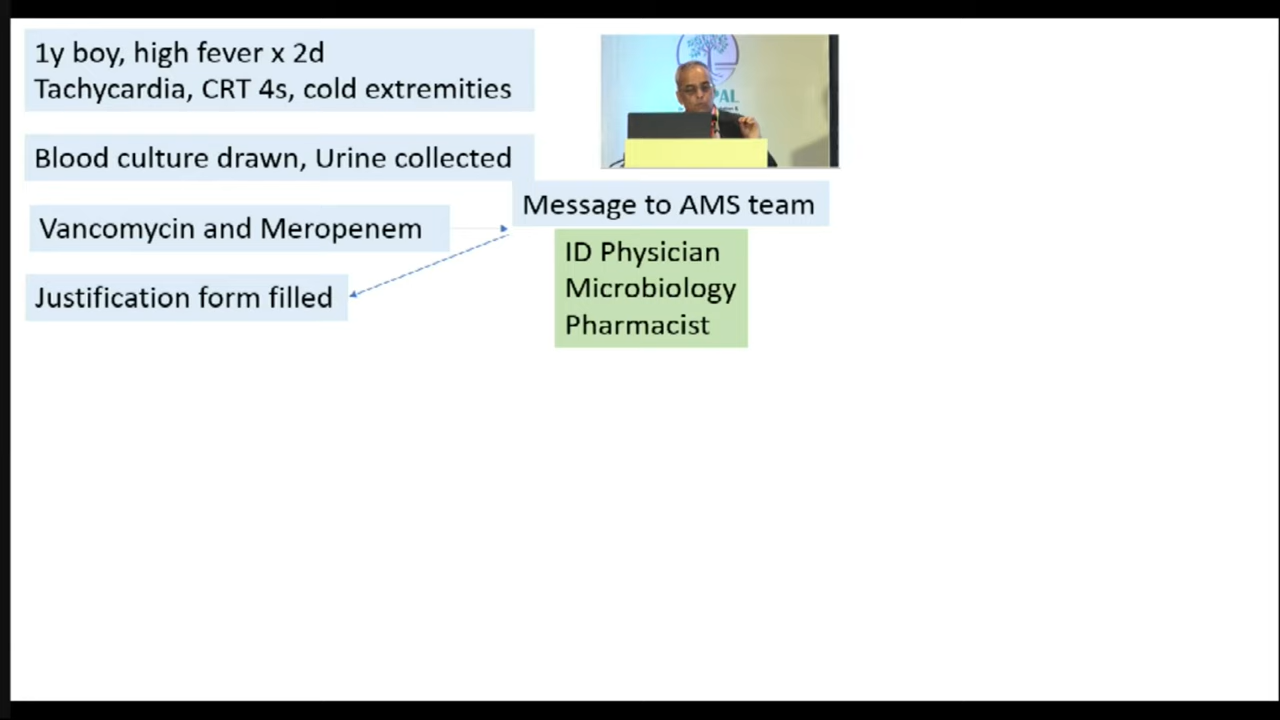 1y boy, high fever x 2d
Tachycardia, CRT 4s, cold extremities
Blood culture drawn, Urine collected
Message to AMS team
Vancomycin and Meropenem
ID Physician
Microbiology
Pharmacist
Justification form filled